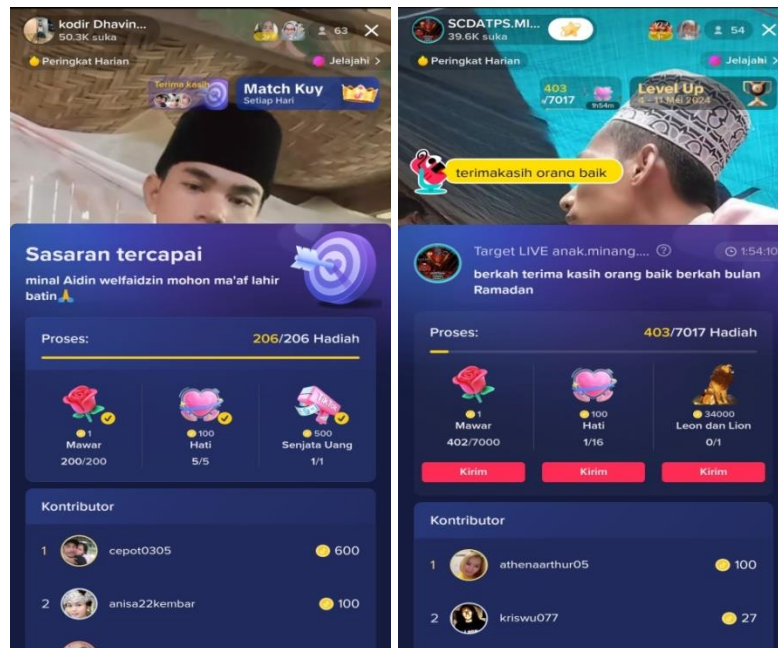 kodir Dhavin...
50.3K suka
63
Peringkat Harian
Jelajahi >
Terima kasih
Match Kuy
Setiap Hari
Sasaran tercapai
minal Aidin welfaidzin mohon ma'af lahir
batin🙏
Proses:
206/206 Hadiah
1
100
500
Mawar
Hati
Senjata Uang
200/200
5/5
1/1
Kontributor
1 cepot0305 600
2 anisa22kembar 100
SCDATPS.MI...
39.6K suka
54
Peringkat Harian
Jelajahi >
403
/7017
1h54m
Level Up
4 - 11 Mei 2024
terimakasih orang baik
Target LIVE anak.minang....
1:54:10
berkah terima kasih orang baik berkah bulan
Ramadan
Proses:
403/7017 Hadiah
1
100
34000
Mawar
Hati
Leon dan Lion
402/7000
1/16
0/1
Kirim
Kirim
Kirim
Kontributor
1 athenaarthur05 100
2 kriswu077 27